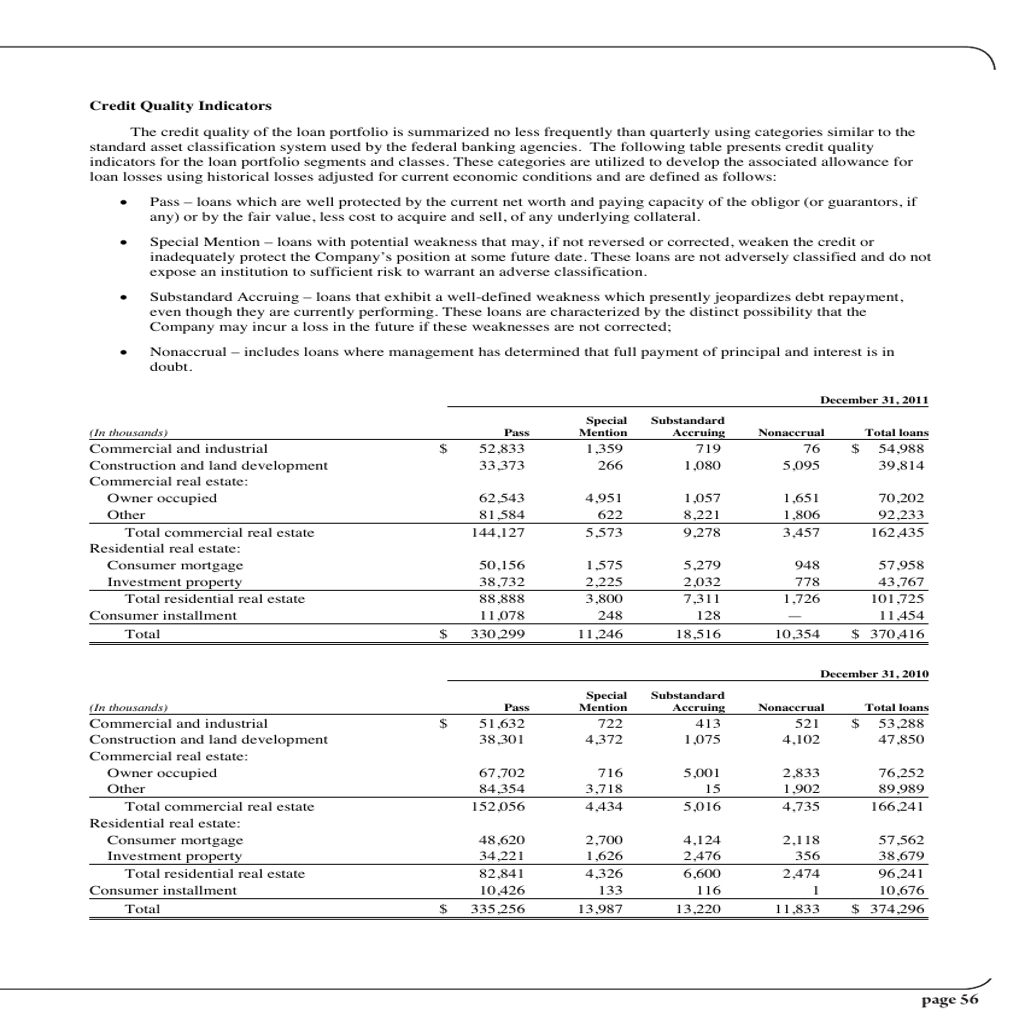 Credit Quality Indicators
The credit quality of the loan portfolio is summarized no less frequently than quarterly using categories similar to the
standard asset classification system used by the federal banking agencies. The following table presents credit quality
indicators for the loan portfolio segments and classes. These categories are utilized to develop the associated allowance for
loan losses using historical losses adjusted for current economic conditions and are defined as follows:
• Pass – loans which are well protected by the current net worth and paying capacity of the obligor (or guarantors, if
any) or by the fair value, less cost to acquire and sell, of any underlying collateral.
• Special Mention – loans with potential weakness that may, if not reversed or corrected, weaken the credit or
inadequately protect the Company's position at some future date. These loans are not adversely classified and do not
expose an institution to sufficient risk to warrant an adverse classification.
• Substandard Accruing – loans that exhibit a well-defined weakness which presently jeopardizes debt repayment,
even though they are currently performing. These loans are characterized by the distinct possibility that the
Company may incur a loss in the future if these weaknesses are not corrected;
• Nonaccrual – includes loans where management has determined that full payment of principal and interest is in
doubt.
December 31, 2011
Special Substandard
(In thousands) Pass Mention Accruing Nonaccrual Total loans
Commercial and industrial $ 52,833 1,359 719 76 $ 54,988
Construction and land development 33,373 266 1,080 5,095 39,814
Commercial real estate:
Owner occupied 62,543 4,951 1,057 1,651 70,202
Other 81,584 622 8,221 1,806 92,233
Total commercial real estate 144,127 5,573 9,278 3,457 162,435
Residential real estate:
Consumer mortgage 50,156 1,575 5,279 948 57,958
Investment property 38,732 2,225 2,032 778 43,767
Total residential real estate 88,888 3,800 7,311 1,726 101,725
Consumer installment 11,078 248 128 — 11,454
Total $ 330,299 11,246 18,516 10,354 $ 370,416
December 31, 2010
Special Substandard
(In thousands) Pass Mention Accruing Nonaccrual Total loans
Commercial and industrial $ 51,632 722 413 521 $ 53,288
Construction and land development 38,301 4,372 1,075 4,102 47,850
Commercial real estate:
Owner occupied 67,702 716 5,001 2,833 76,252
Other 84,354 3,718 15 1,902 89,989
Total commercial real estate 152,056 4,434 5,016 4,735 166,241
Residential real estate:
Consumer mortgage 48,620 2,700 4,124 2,118 57,562
Investment property 34,221 1,626 2,476 356 38,679
Total residential real estate 82,841 4,326 6,600 2,474 96,241
Consumer installment 10,426 133 116 1 10,676
Total $ 335,256 13,987 13,220 11,833 $ 374,296
page 56